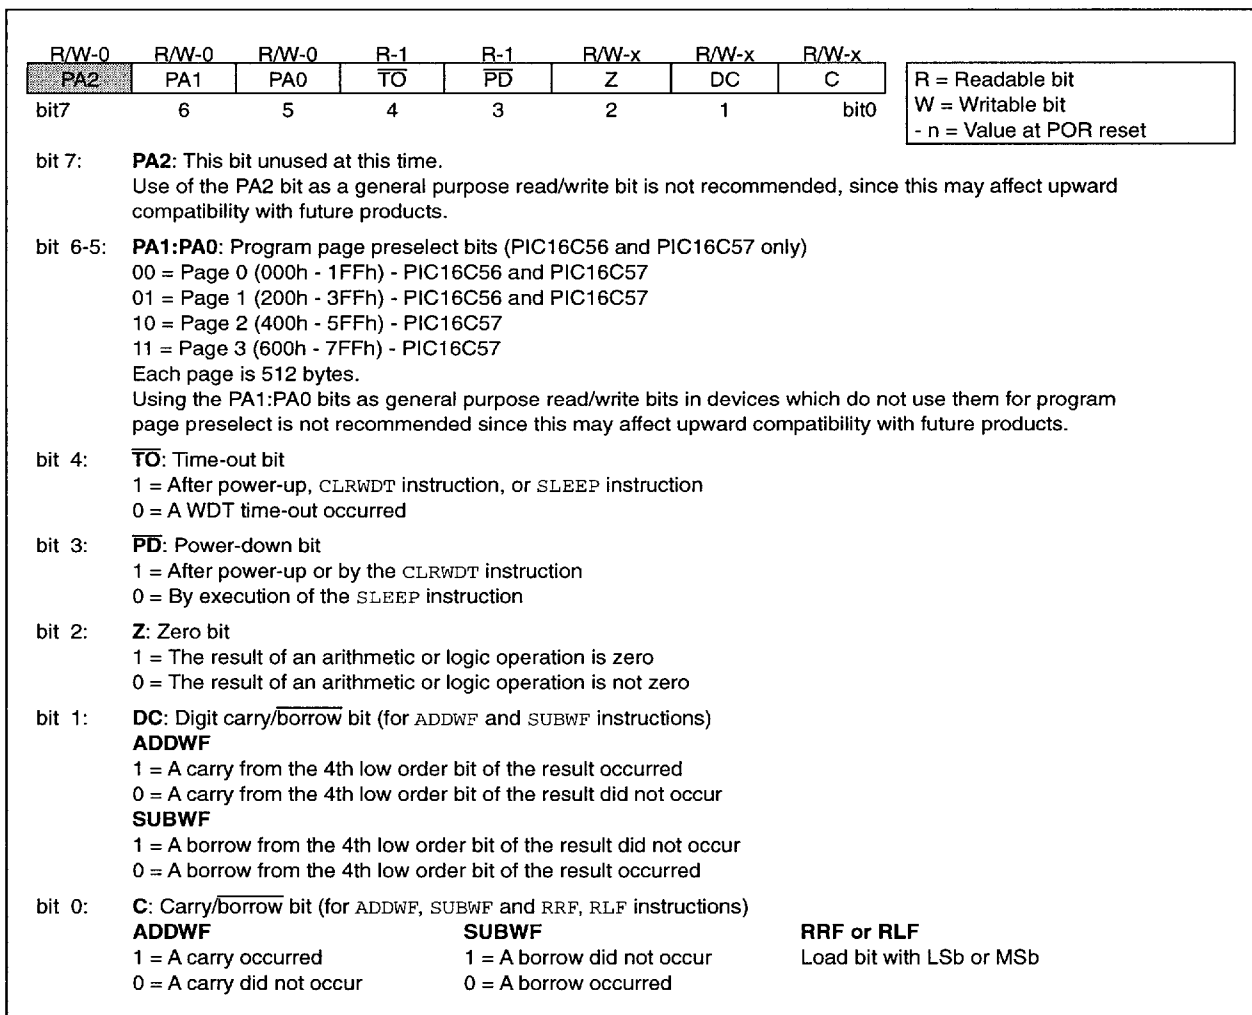 R/W-0 R/W-0 R/W-0 R-1 R-1 R/W-x R/W-x R/W-x
PA2 PA1 PA0 T̅O̅ P̅D̅ Z DC C
bit7 6 5 4 3 2 1 bit0
R = Readable bit
W = Writable bit
- n = Value at POR reset
bit 7: PA2: This bit unused at this time.
Use of the PA2 bit as a general purpose read/write bit is not recommended, since this may affect upward
compatibility with future products.
bit 6-5: PA1:PA0: Program page preselect bits (PIC16C56 and PIC16C57 only)
00 = Page 0 (000h - 1FFh) - PIC16C56 and PIC16C57
01 = Page 1 (200h - 3FFh) - PIC16C56 and PIC16C57
10 = Page 2 (400h - 5FFh) - PIC16C57
11 = Page 3 (600h - 7FFh) - PIC16C57
Each page is 512 bytes.
Using the PA1:PA0 bits as general purpose read/write bits in devices which do not use them for program
page preselect is not recommended since this may affect upward compatibility with future products.
bit 4: T̅O̅: Time-out bit
1 = After power-up, CLRWDT instruction, or SLEEP instruction
0 = A WDT time-out occurred
bit 3: P̅D̅: Power-down bit
1 = After power-up or by the CLRWDT instruction
0 = By execution of the SLEEP instruction
bit 2: Z: Zero bit
1 = The result of an arithmetic or logic operation is zero
0 = The result of an arithmetic or logic operation is not zero
bit 1: DC: Digit carry/b̅o̅r̅r̅o̅w̅ bit (for ADDWF and SUBWF instructions)
ADDWF
1 = A carry from the 4th low order bit of the result occurred
0 = A carry from the 4th low order bit of the result did not occur
SUBWF
1 = A borrow from the 4th low order bit of the result did not occur
0 = A borrow from the 4th low order bit of the result occurred
bit 0: C: Carry/b̅o̅r̅r̅o̅w̅ bit (for ADDWF, SUBWF and RRF, RLF instructions)
ADDWF SUBWF RRF or RLF
1 = A carry occurred 1 = A borrow did not occur Load bit with LSb or MSb
0 = A carry did not occur 0 = A borrow occurred